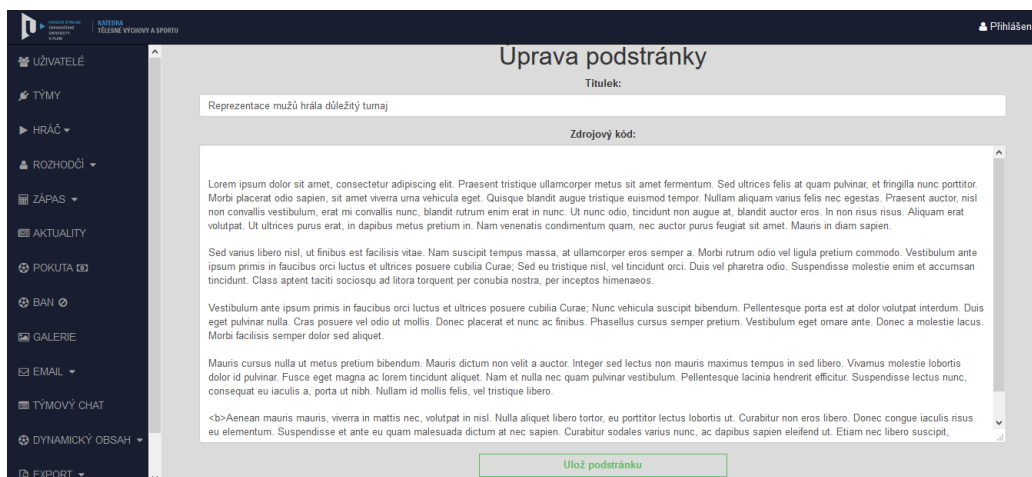 FAKULTA STROJNÍ
ZÁPADOČESKÉ
UNIVERZITY
V PLZNI
KATEDRA
TĚLESNÉ VÝCHOVY A SPORTU
Přihlášen
UŽIVATELÉ
TÝMY
HRÁČ
ROZHODČÍ
ZÁPAS
AKTUALITY
POKUTA
BAN
GALERIE
EMAIL
TÝMOVÝ CHAT
DYNAMICKÝ OBSAH
EXPORT
Úprava podstránky
Titulek:
Reprezentace mužů hrála důležitý turnaj
Zdrojový kód:
Lorem ipsum dolor sit amet, consectetur adipiscing elit. Praesent tristique ullamcorper metus sit amet fermentum. Sed ultrices felis at quam pulvinar, et fringilla nunc porttitor.
Morbi placerat odio sapien, sit amet viverra urna vehicula eget. Quisque blandit augue tristique euismod tempor. Nullam aliquam varius felis nec egestas. Praesent auctor, nisl
non convallis vestibulum, erat mi convallis nunc, blandit rutrum enim erat in nunc. Ut nunc odio, tincidunt non augue at, blandit auctor eros. In non risus risus. Aliquam erat
volutpat. Ut ultrices purus erat, in dapibus metus pretium in. Nam venenatis condimentum quam, nec auctor purus feugiat sit amet. Mauris in diam sapien.
Sed varius libero nisl, ut finibus est facilisis vitae. Nam suscipit tempus massa, at ullamcorper eros semper a. Morbi rutrum odio vel ligula pretium commodo. Vestibulum ante
ipsum primis in faucibus orci luctus et ultrices posuere cubilia Curae; Sed eu tristique nisl, vel tincidunt orci. Duis vel pharetra odio. Suspendisse molestie enim et accumsan
tincidunt. Class aptent taciti sociosqu ad litora torquent per conubia nostra, per inceptos himenaeos.
Vestibulum ante ipsum primis in faucibus orci luctus et ultrices posuere cubilia Curae; Nunc vehicula suscipit bibendum. Pellentesque porta est at dolor volutpat interdum. Duis
eget pulvinar nulla. Cras posuere vel odio ut mollis. Donec placerat et nunc ac finibus. Phasellus cursus semper pretium. Vestibulum eget ornare ante. Donec a molestie lacus.
Morbi facilisis semper dolor sed aliquet.
Mauris cursus nulla ut metus pretium bibendum. Mauris dictum non velit a auctor. Integer sed lectus non mauris maximus tempus in sed libero. Vivamus molestie lobortis
dolor id pulvinar. Fusce eget magna ac lorem tincidunt aliquet. Nam et nulla nec quam pulvinar vestibulum. Pellentesque lacinia hendrerit efficitur. Suspendisse lectus nunc,
consequat eu iaculis a, porta ut nibh. Nullam id mollis felis, vel tristique libero.
&lt;b&gt;Aenean mauris mauris, viverra in mattis nec, volutpat in nisl. Nulla aliquet libero tortor, eu porttitor lectus lobortis ut. Curabitur non eros libero. Donec congue iaculis risus
eu elementum. Suspendisse et ante eu quam malesuada dictum at nec sapien. Curabitur sodales varius nunc, ac dapibus sapien eleifend ut. Etiam nec libero suscipit,
Ulož podstránku